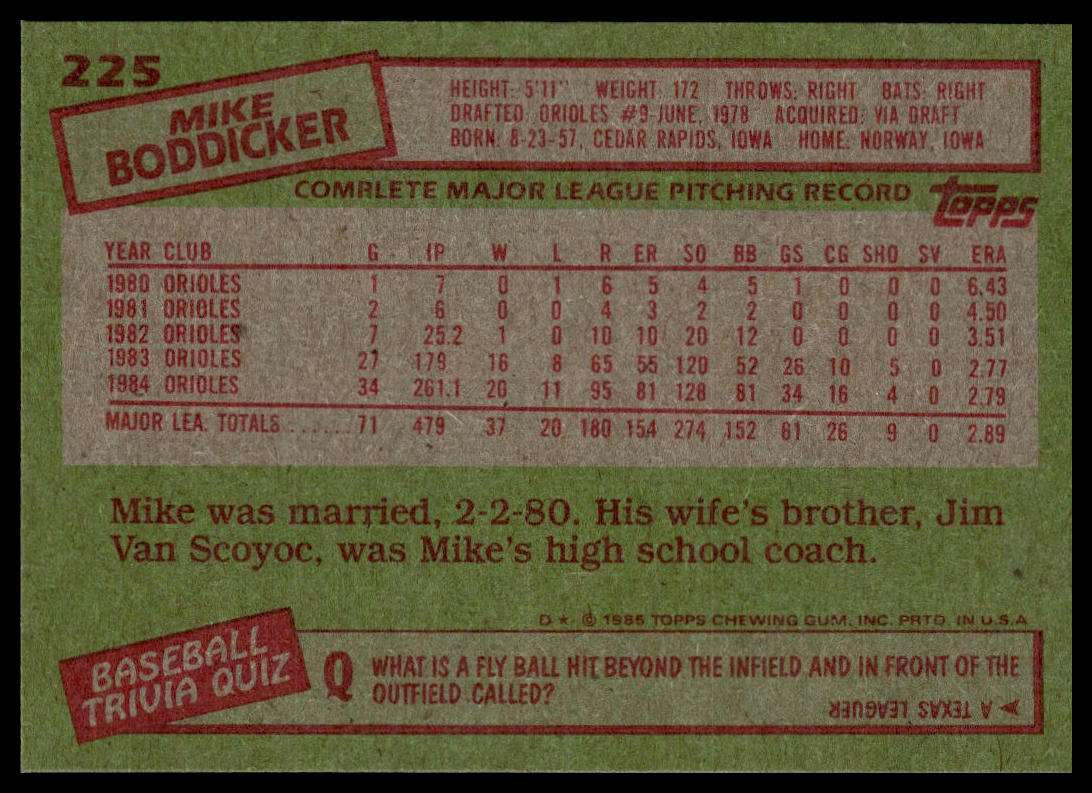 225
MIKE
BODDICKER
HEIGHT: 5'11" WEIGHT: 172 THROWS: RIGHT BATS: RIGHT
DRAFTED: ORIOLES #9-JUNE, 1978 ACQUIRED: VIA DRAFT
BORN: 8-23-57, CEDAR RAPIDS, IOWA HOME: NORWAY, IOWA
COMPLETE MAJOR LEAGUE PITCHING RECORD
TOPPS
YEAR CLUB G IP W L R ER SO BB GS CG SHO SV ERA
1980 ORIOLES 1 7 0 1 6 5 4 5 1 0 0 0 6.43
1981 ORIOLES 2 6 0 0 4 3 2 2 0 0 0 0 4.50
1982 ORIOLES 7 25.2 1 0 10 10 20 12 0 0 0 0 3.51
1983 ORIOLES 27 179 16 8 65 55 120 52 26 10 5 0 2.77
1984 ORIOLES 34 261.1 20 11 95 81 128 81 34 16 4 0 2.79
MAJOR LEA. TOTALS ...... 71 479 37 20 180 154 274 152 61 26 9 0 2.89
Mike was married, 2-2-80. His wife's brother, Jim
Van Scoyoc, was Mike's high school coach.
D★ © 1985 TOPPS CHEWING GUM, INC. PRTD. IN U.S.A
BASEBALL
TRIVIA QUIZ
Q WHAT IS A FLY BALL HIT BEYOND THE INFIELD AND IN FRONT OF THE
OUTFIELD CALLED?
A TEXAS LEAGUER